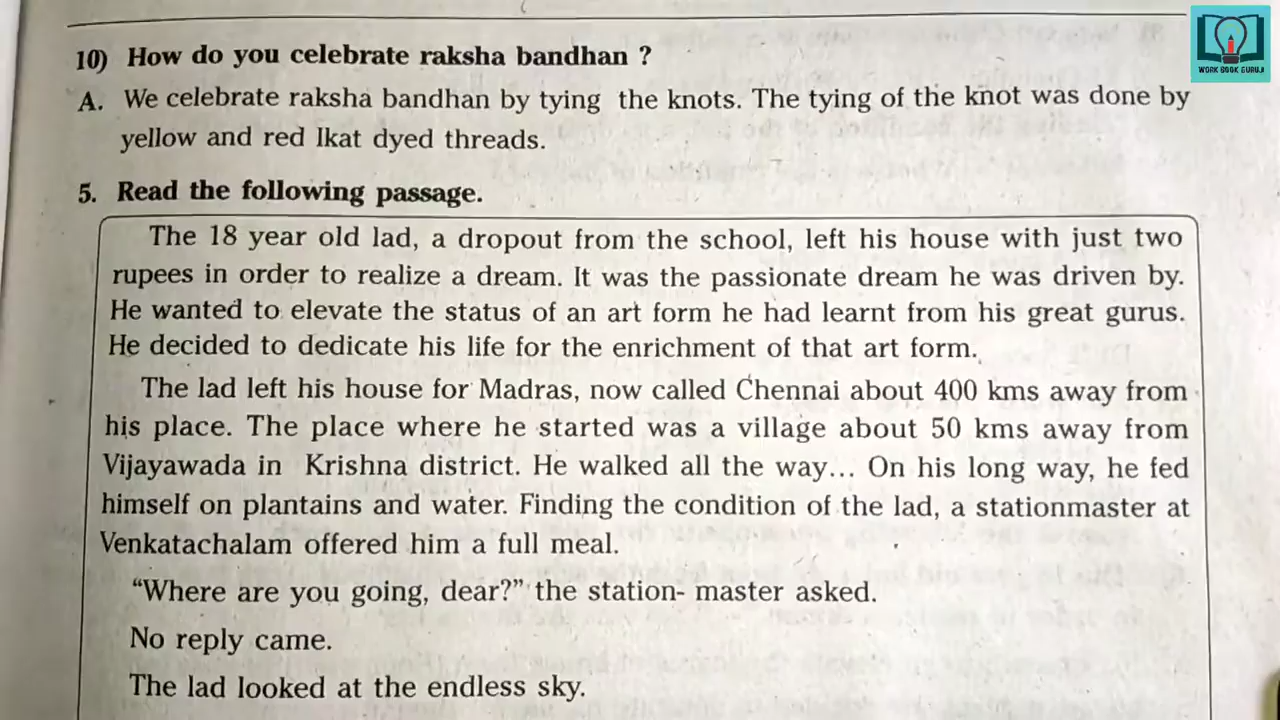 WORK BOOK GURUJI
10) How do you celebrate raksha bandhan ?
A. We celebrate raksha bandhan by tying the knots. The tying of the knot was done by
yellow and red Ikat dyed threads.
5. Read the following passage.
The 18 year old lad, a dropout from the school, left his house with just two
rupees in order to realize a dream. It was the passionate dream he was driven by.
He wanted to elevate the status of an art form he had learnt from his great gurus.
He decided to dedicate his life for the enrichment of that art form.
The lad left his house for Madras, now called Chennai about 400 kms away from
his place. The place where he started was a village about 50 kms away from
Vijayawada in Krishna district. He walked all the way... On his long way, he fed
himself on plantains and water. Finding the condition of the lad, a stationmaster at
Venkatachalam offered him a full meal.
“Where are you going, dear?” the station- master asked.
No reply came.
The lad looked at the endless sky.